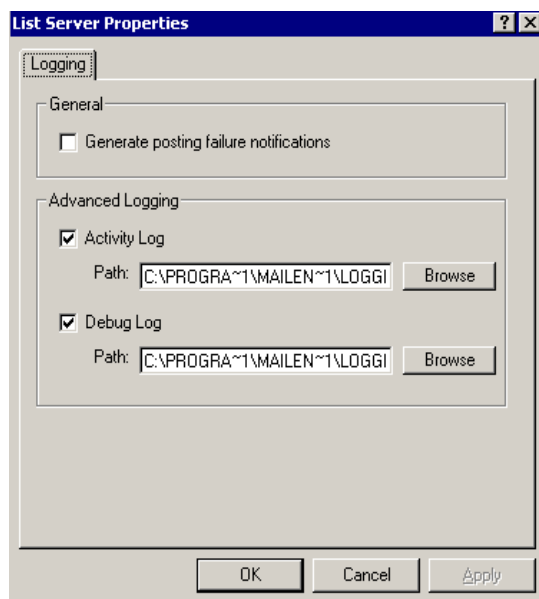 List Server Properties
Logging
General
Generate posting failure notifications
Advanced Logging
Activity Log
Path: C:\PROGRA~1\MAILEN~1\LOGGI Browse
Debug Log
Path: C:\PROGRA~1\MAILEN~1\LOGGI Browse
OK Cancel Apply